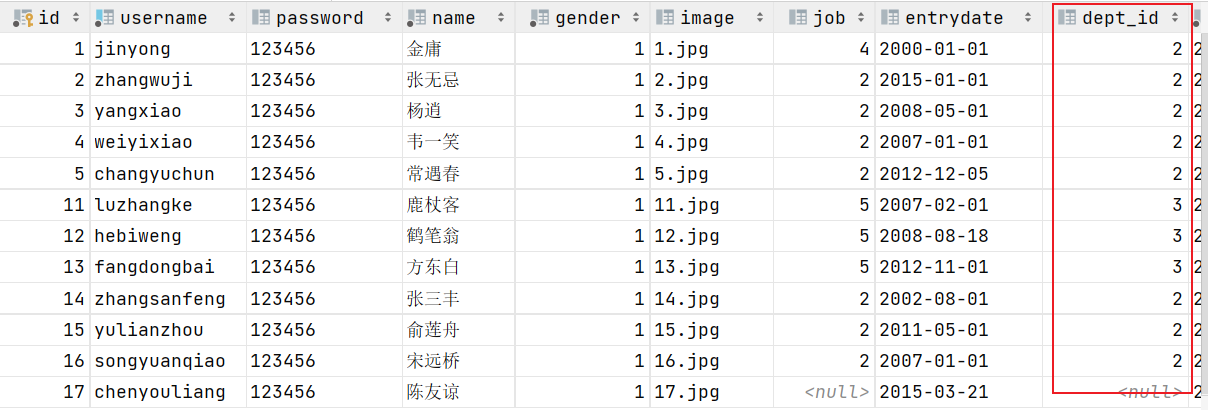 id username password name gender image job entrydate dept_id
1 jinyong 123456 金庸 1 1.jpg 4 2000-01-01 2 2
2 zhangwuji 123456 张无忌 1 2.jpg 2 2015-01-01 2 2
3 yangxiao 123456 杨逍 1 3.jpg 2 2008-05-01 2 2
4 weiyixiao 123456 韦一笑 1 4.jpg 2 2007-01-01 2 2
5 changyuchun 123456 常遇春 1 5.jpg 2 2012-12-05 2 2
11 luzhangke 123456 鹿杖客 1 11.jpg 5 2007-02-01 3 2
12 hebiweng 123456 鹤笔翁 1 12.jpg 5 2008-08-18 3 2
13 fangdongbai 123456 方东白 1 13.jpg 5 2012-11-01 3 2
14 zhangsanfeng 123456 张三丰 1 14.jpg 2 2002-08-01 2 2
15 yulianzhou 123456 俞莲舟 1 15.jpg 2 2011-05-01 2 2
16 songyuanqiao 123456 宋远桥 1 16.jpg 2 2007-01-01 2 2
17 chenyouliang 123456 陈友谅 1 17.jpg <null> 2015-03-21 <null> 2